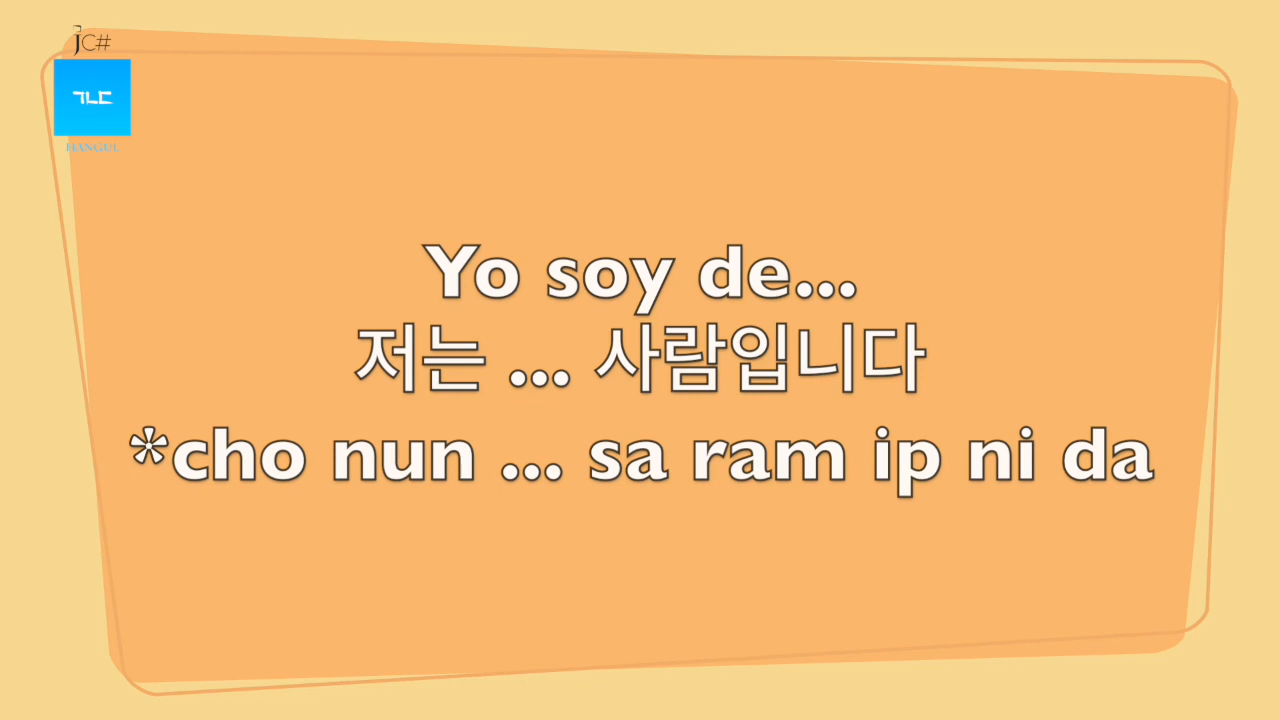 jC#
ㄱㄴㄷ
HANGUL
Yo soy de...
저는 ... 사람입니다
*cho nun ... sa ram ip ni da